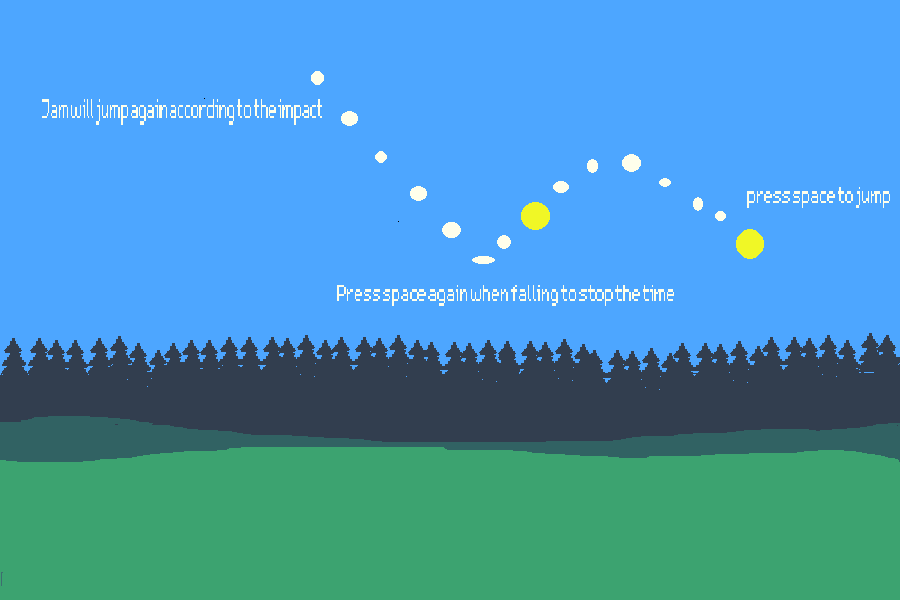 Jam will jump again according to the impact
press space to jump
Press space again when falling to stop the time